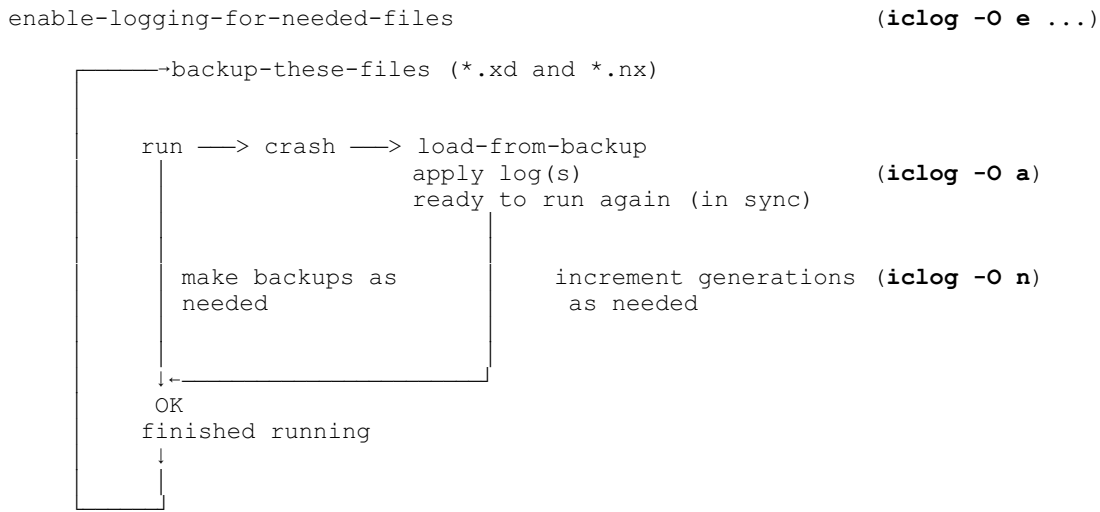 enable-logging-for-needed-files (iclog -O e ...)
backup-these-files (*.xd and *.nx)
run ——> crash ——> load-from-backup
apply log(s) (iclog -O a)
ready to run again (in sync)
make backups as increment generations (iclog -O n)
needed as needed
OK
finished running